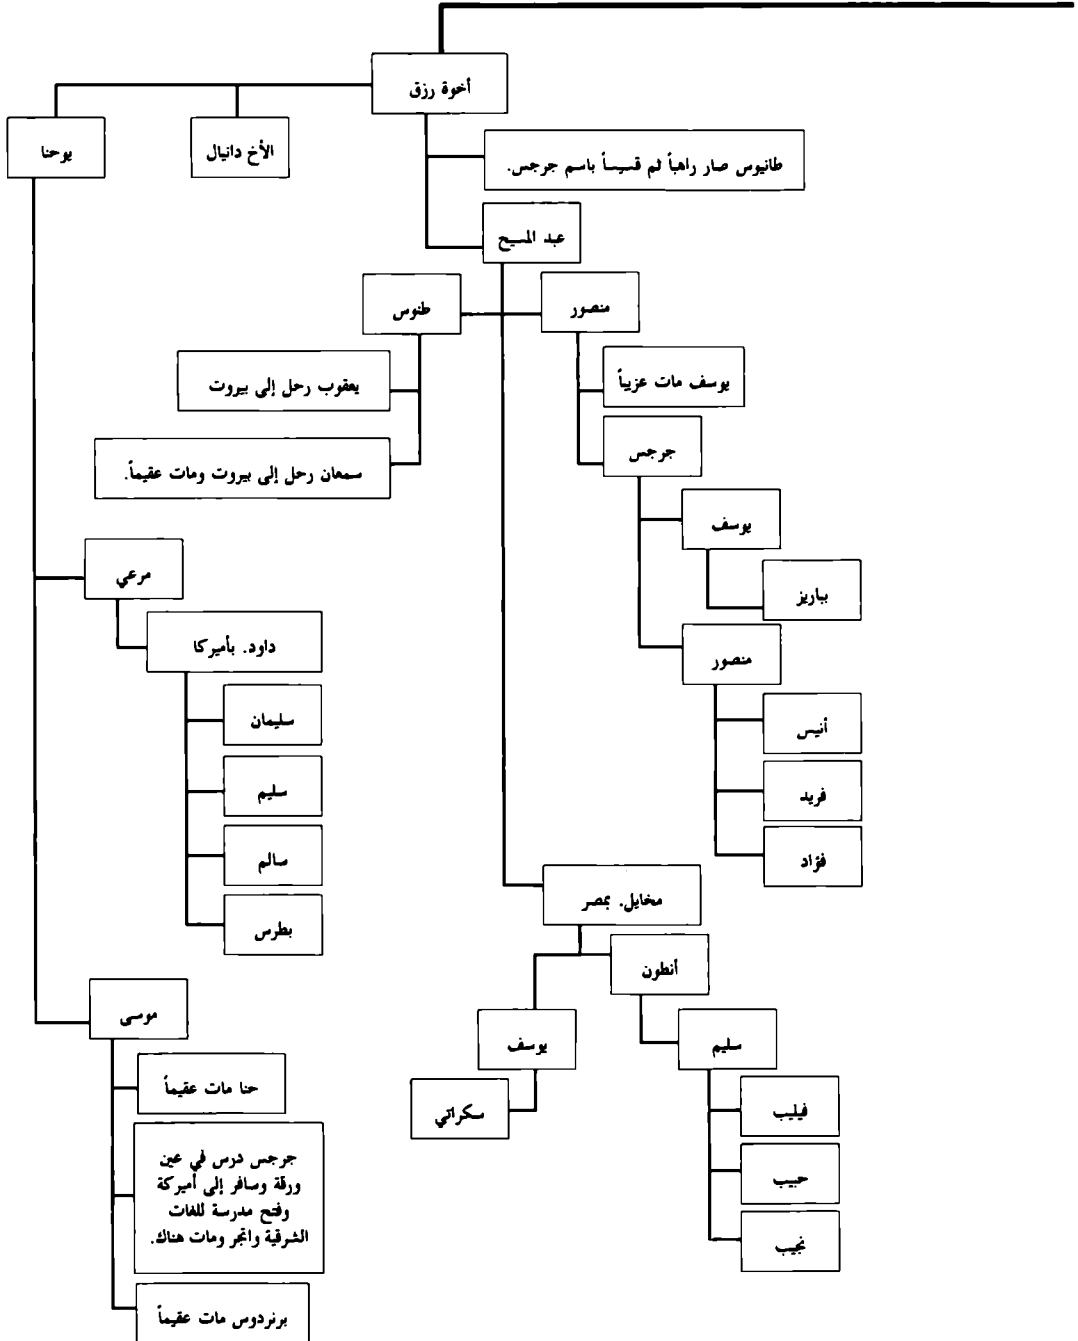 أخوة رزق
الأخ دانيال
يوحنا
طانيوس صار راهباً ثم قسيساً باسم جرجس.
عبد المسيح
منصور
طنوس
يوسف مات عزيباً
يعقوب رحل إلى بيروت
جرجس
سمعان رحل إلى بيروت ومات عقيماً.
يوسف
بباريز
منصور
أنيس
فريد
فؤاد
مرعي
داود. بأميركا
سليمان
سليم
سالم
بطرس
مخايل. بمصر
أنطون
يوسف
سليم
سكراتي
فيليب
حبيب
نجيب
موسى
حنا مات عقيماً
جرجس درس في عين
ورقة وسافر إلى أميركة
وفتح مدرسة للغات
الشرقية واتجر ومات هناك.
برنردوس مات عقيماً